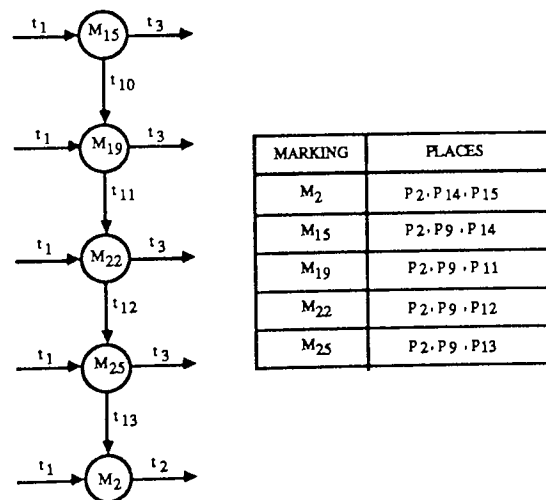 t1 M15 t3
t10
t1 M19 t3
t11
t1 M22 t3
t12
t1 M25 t3
t13
t1 M2 t2
MARKING PLACES
M2 P2, P14, P15
M15 P2, P9, P14
M19 P2, P9, P11
M22 P2, P9, P12
M25 P2, P9, P13